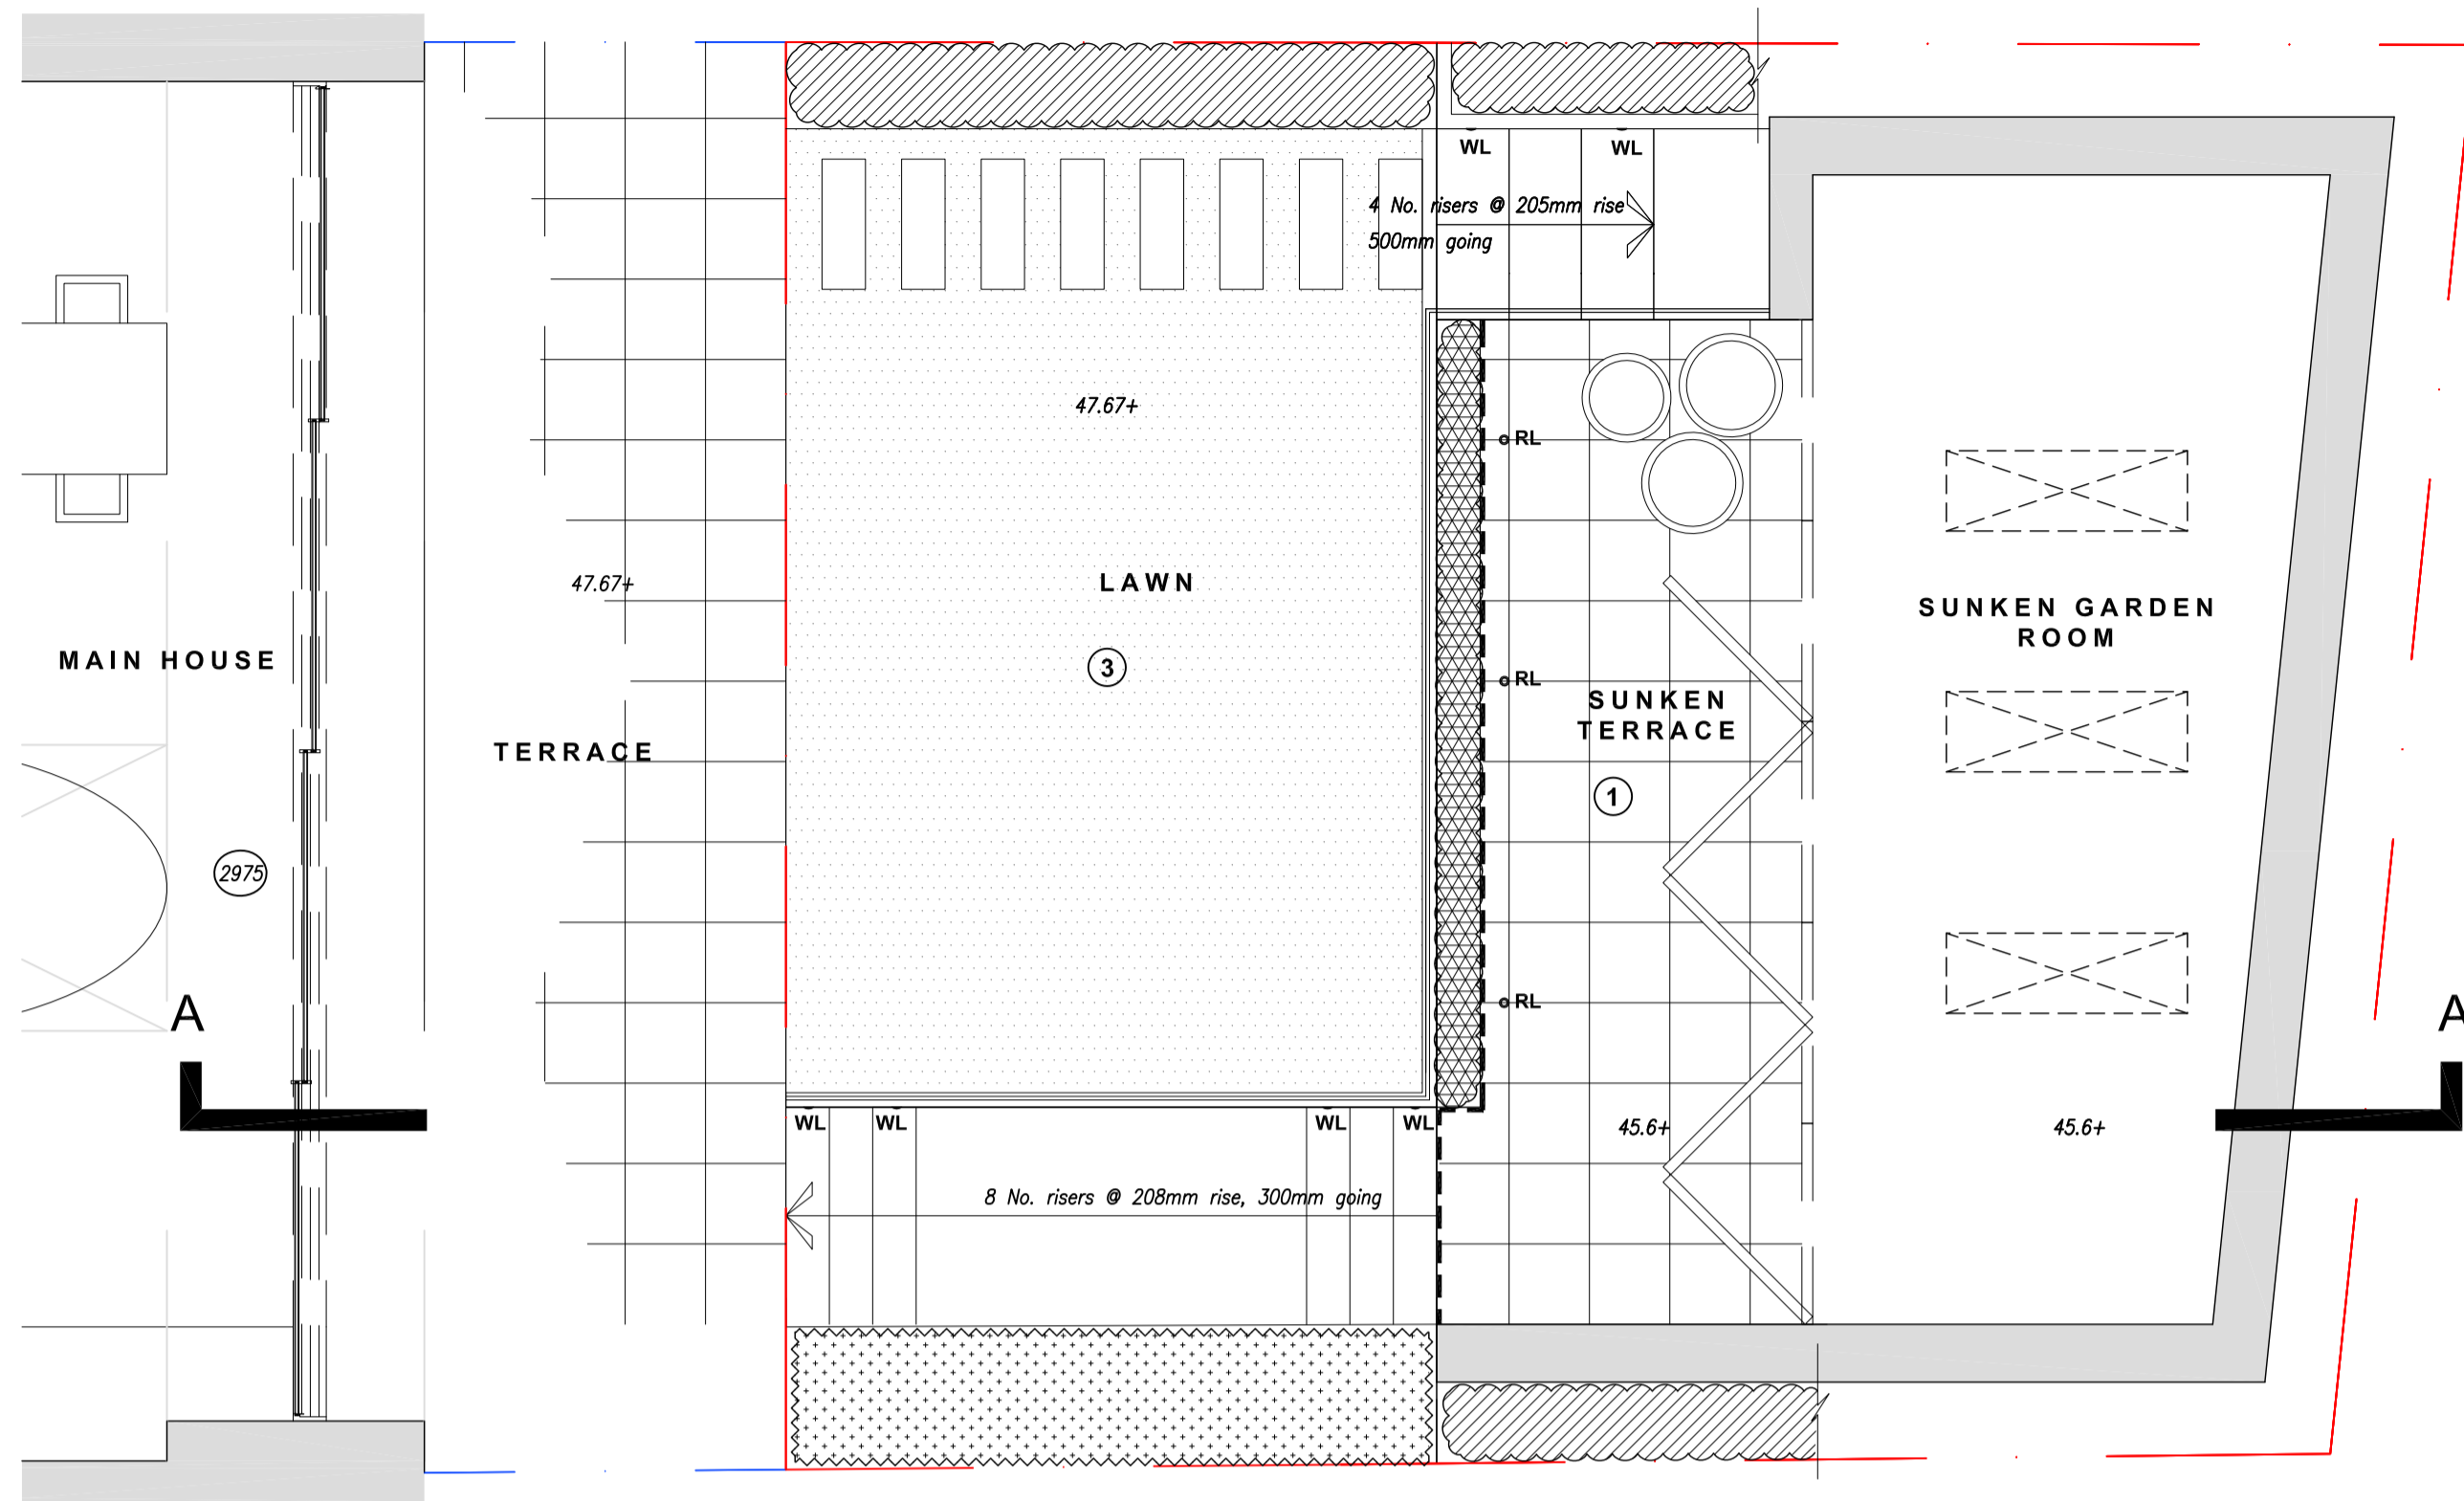 WL
WL
4 No. risers @ 205mm rise
500mm going
47.67+
RL
47.67+
LAWN
SUNKEN GARDEN
ROOM
MAIN HOUSE
3
RL
SUNKEN
TERRACE
TERRACE
1
2975
A
RL
A
WL
WL
WL
WL
45.6+
45.6+
8 No. risers @ 208mm rise, 300mm going